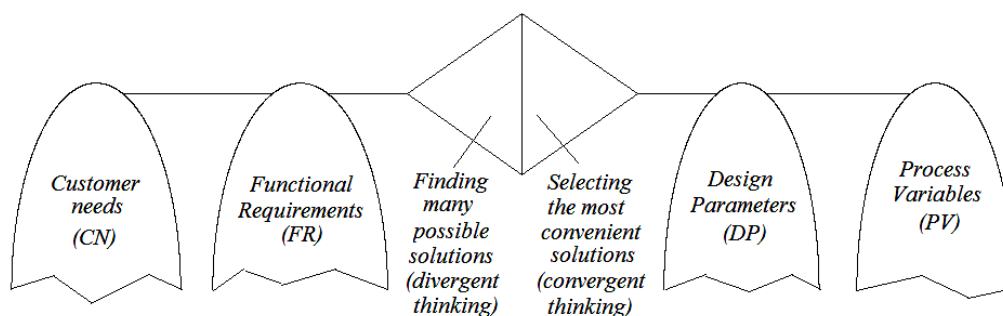 Customer
needs
(CN)
Functional
Requirements
(FR)
Finding
many
possible
solutions
(divergent
thinking)
Selecting
the most
convenient
solutions
(convergent
thinking)
Design
Parameters
(DP)
Process
Variables
(PV)